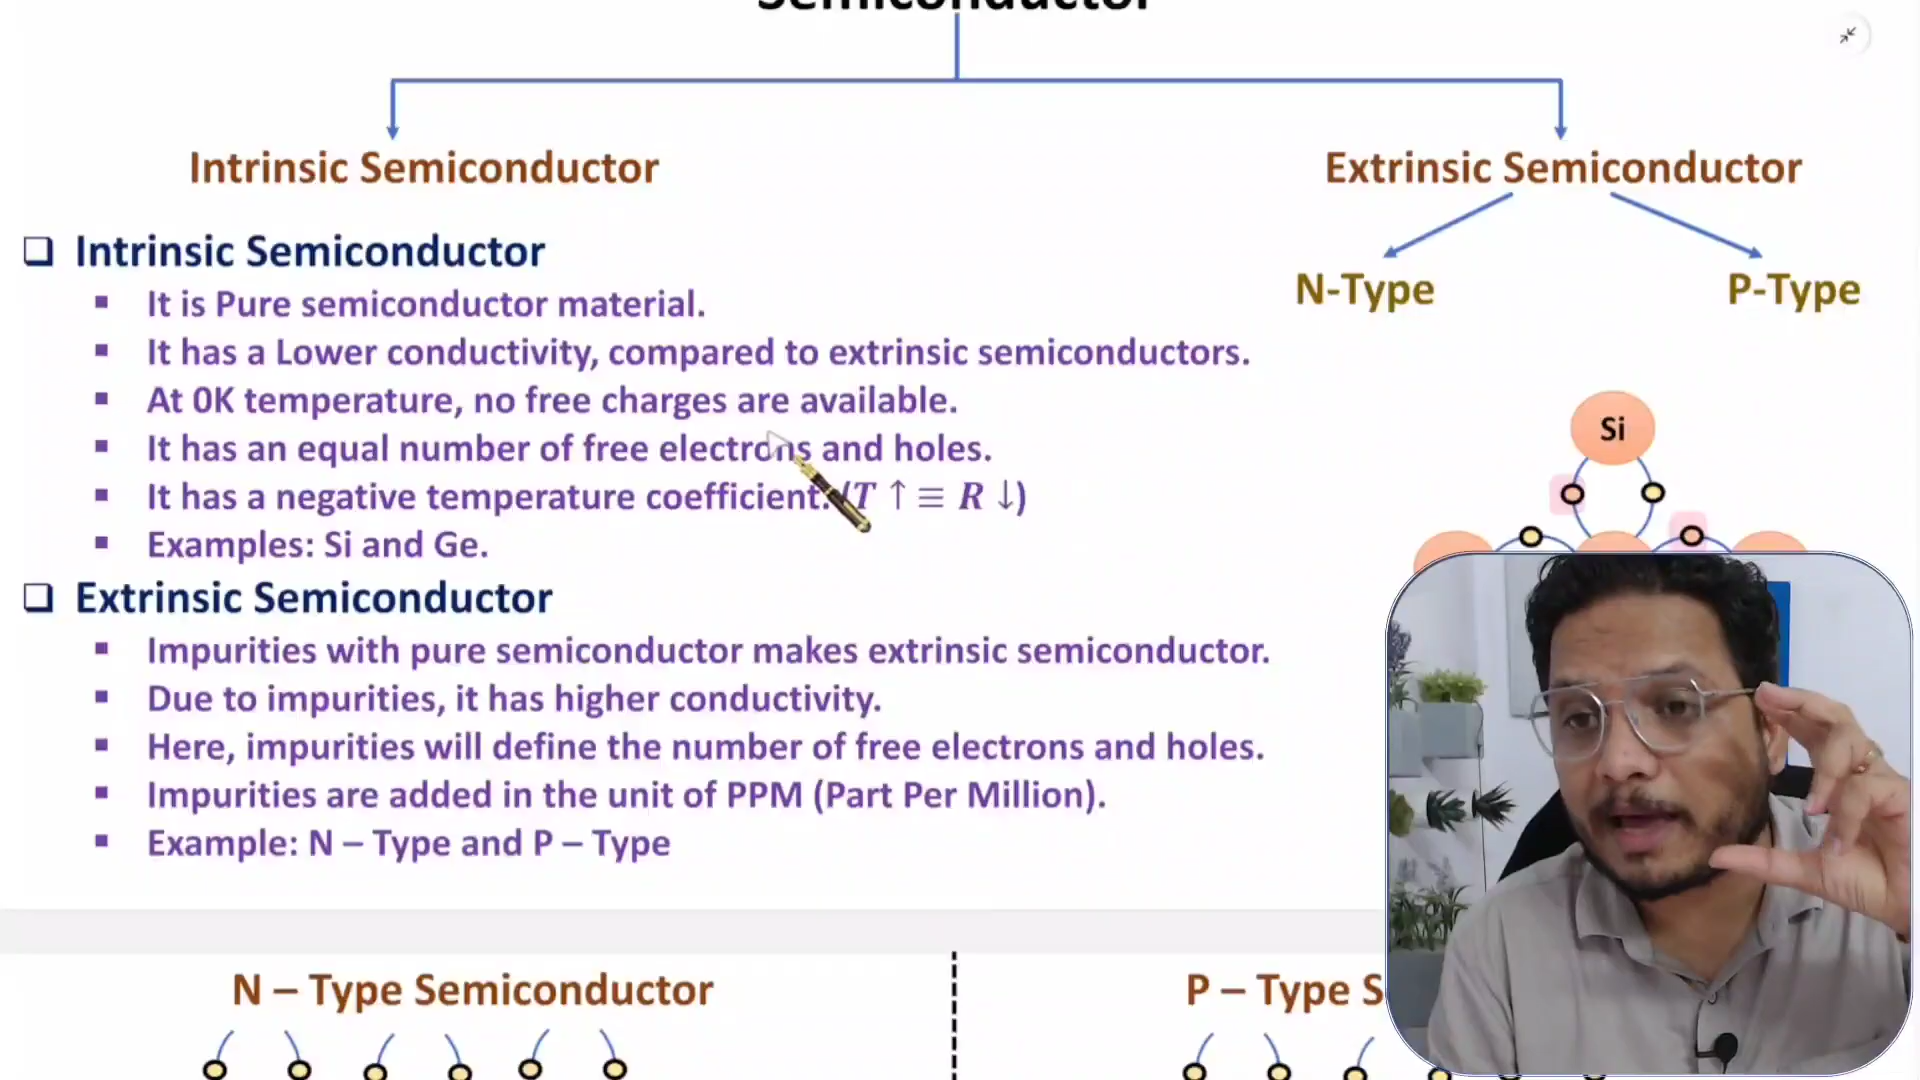 Semiconductor
Intrinsic Semiconductor
Extrinsic Semiconductor
N-Type
P-Type
❑ Intrinsic Semiconductor
▪ It is Pure semiconductor material.
▪ It has a Lower conductivity, compared to extrinsic semiconductors.
▪ At 0K temperature, no free charges are available.
▪ It has an equal number of free electrons and holes.
▪ It has a negative temperature coefficient. (T ↑ ≡ R ↓)
▪ Examples: Si and Ge.
Si
❑ Extrinsic Semiconductor
▪ Impurities with pure semiconductor makes extrinsic semiconductor.
▪ Due to impurities, it has higher conductivity.
▪ Here, impurities will define the number of free electrons and holes.
▪ Impurities are added in the unit of PPM (Part Per Million).
▪ Example: N – Type and P – Type
N – Type Semiconductor
P – Type S